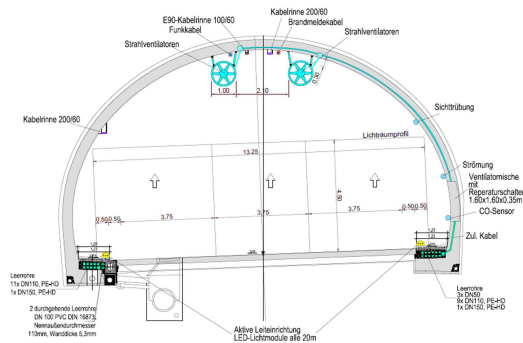 Kabelrinne 200/60
E90-Kabelrinne 100/60
Brandmeldekabel
Funkkabel
Strahlventilatoren
Strahlventilatoren
1.00
2.10
0.30
Sichttrübung
Kabelrinne 200/60
Lichtraumprofil
13.25
Strömung
Ventilatornische
mit
Reperaturschalter
1.60x1.60x0.35m
4.50
0.50
0.50
3.75
3.75
3.75
0.50
0.50
CO-Sensor
Zul. Kabel
Leerrohre
11x DN110, PE-HD
1x DN150, PE-HD
2 durchgehende Leerrohre
DN 100 PVC DIN 16873,
Nennaußendurchmesser
110mm, Wanddicke 5,3mm
Aktive Leiteinrichtung
LED-Lichtmodule alle 20m
Leerrohre
3x DN50
9x DN110, PE-HD
1x DN150, PE-HD